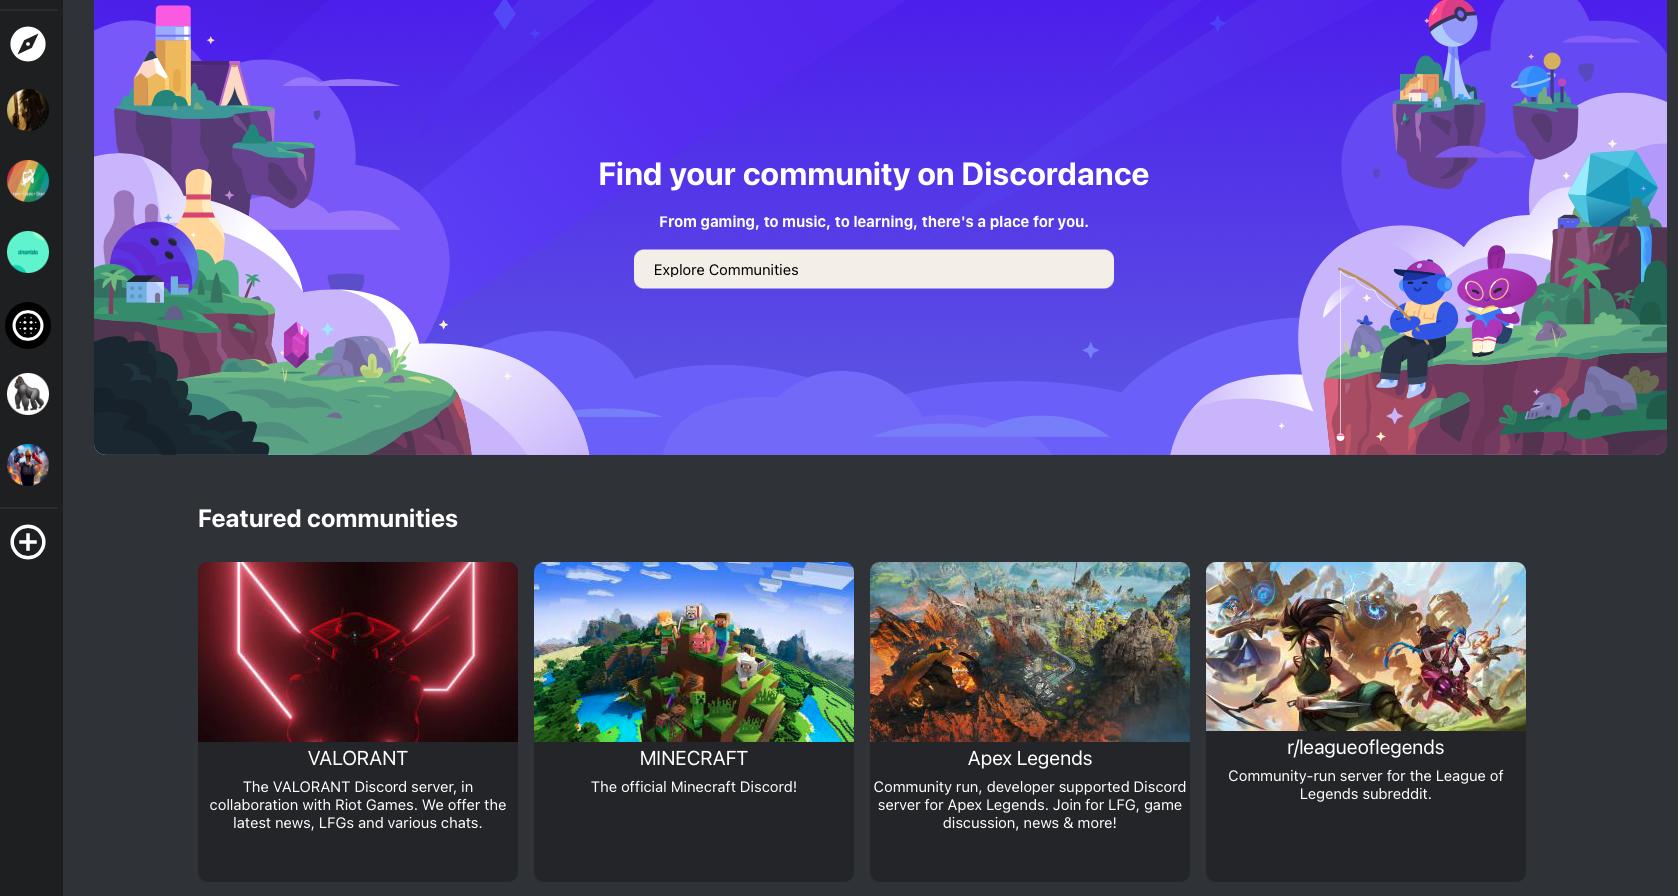 Find your community on Discordance
From gaming, to music, to learning, there's a place for you.
Explore Communities
Featured communities
VALORANT
The VALORANT Discord server, in
collaboration with Riot Games. We offer the
latest news, LFGs and various chats.
MINECRAFT
The official Minecraft Discord!
Apex Legends
Community run, developer supported Discord
server for Apex Legends. Join for LFG, game
discussion, news & more!
r/leagueoflegends
Community-run server for the League of
Legends subreddit.